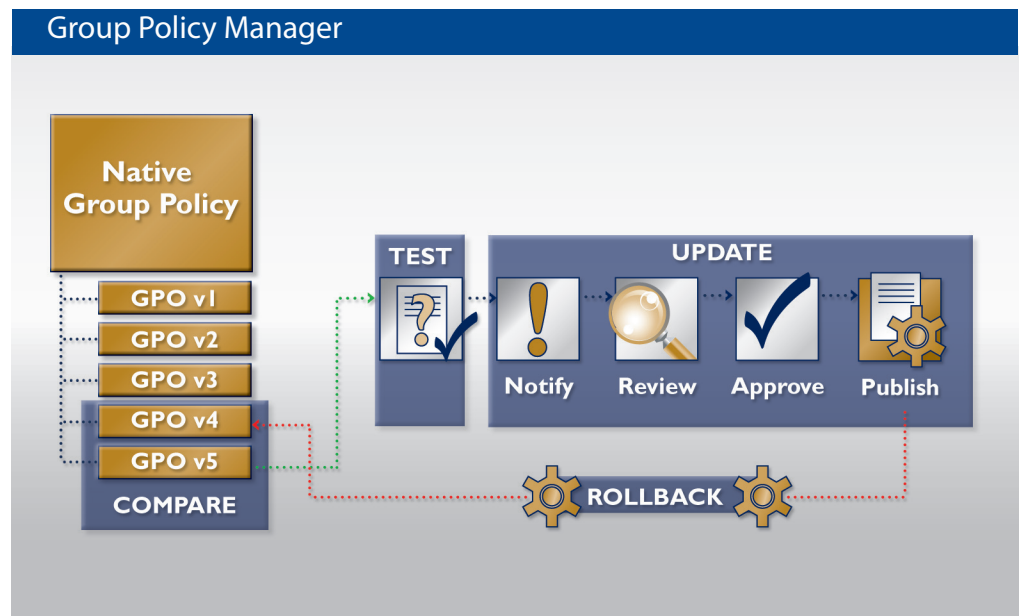 Group Policy Manager
Native
Group Policy
GPO v1
GPO v2
GPO v3
GPO v4
GPO v5
COMPARE
TEST
UPDATE
Notify
Review
Approve
Publish
ROLLBACK